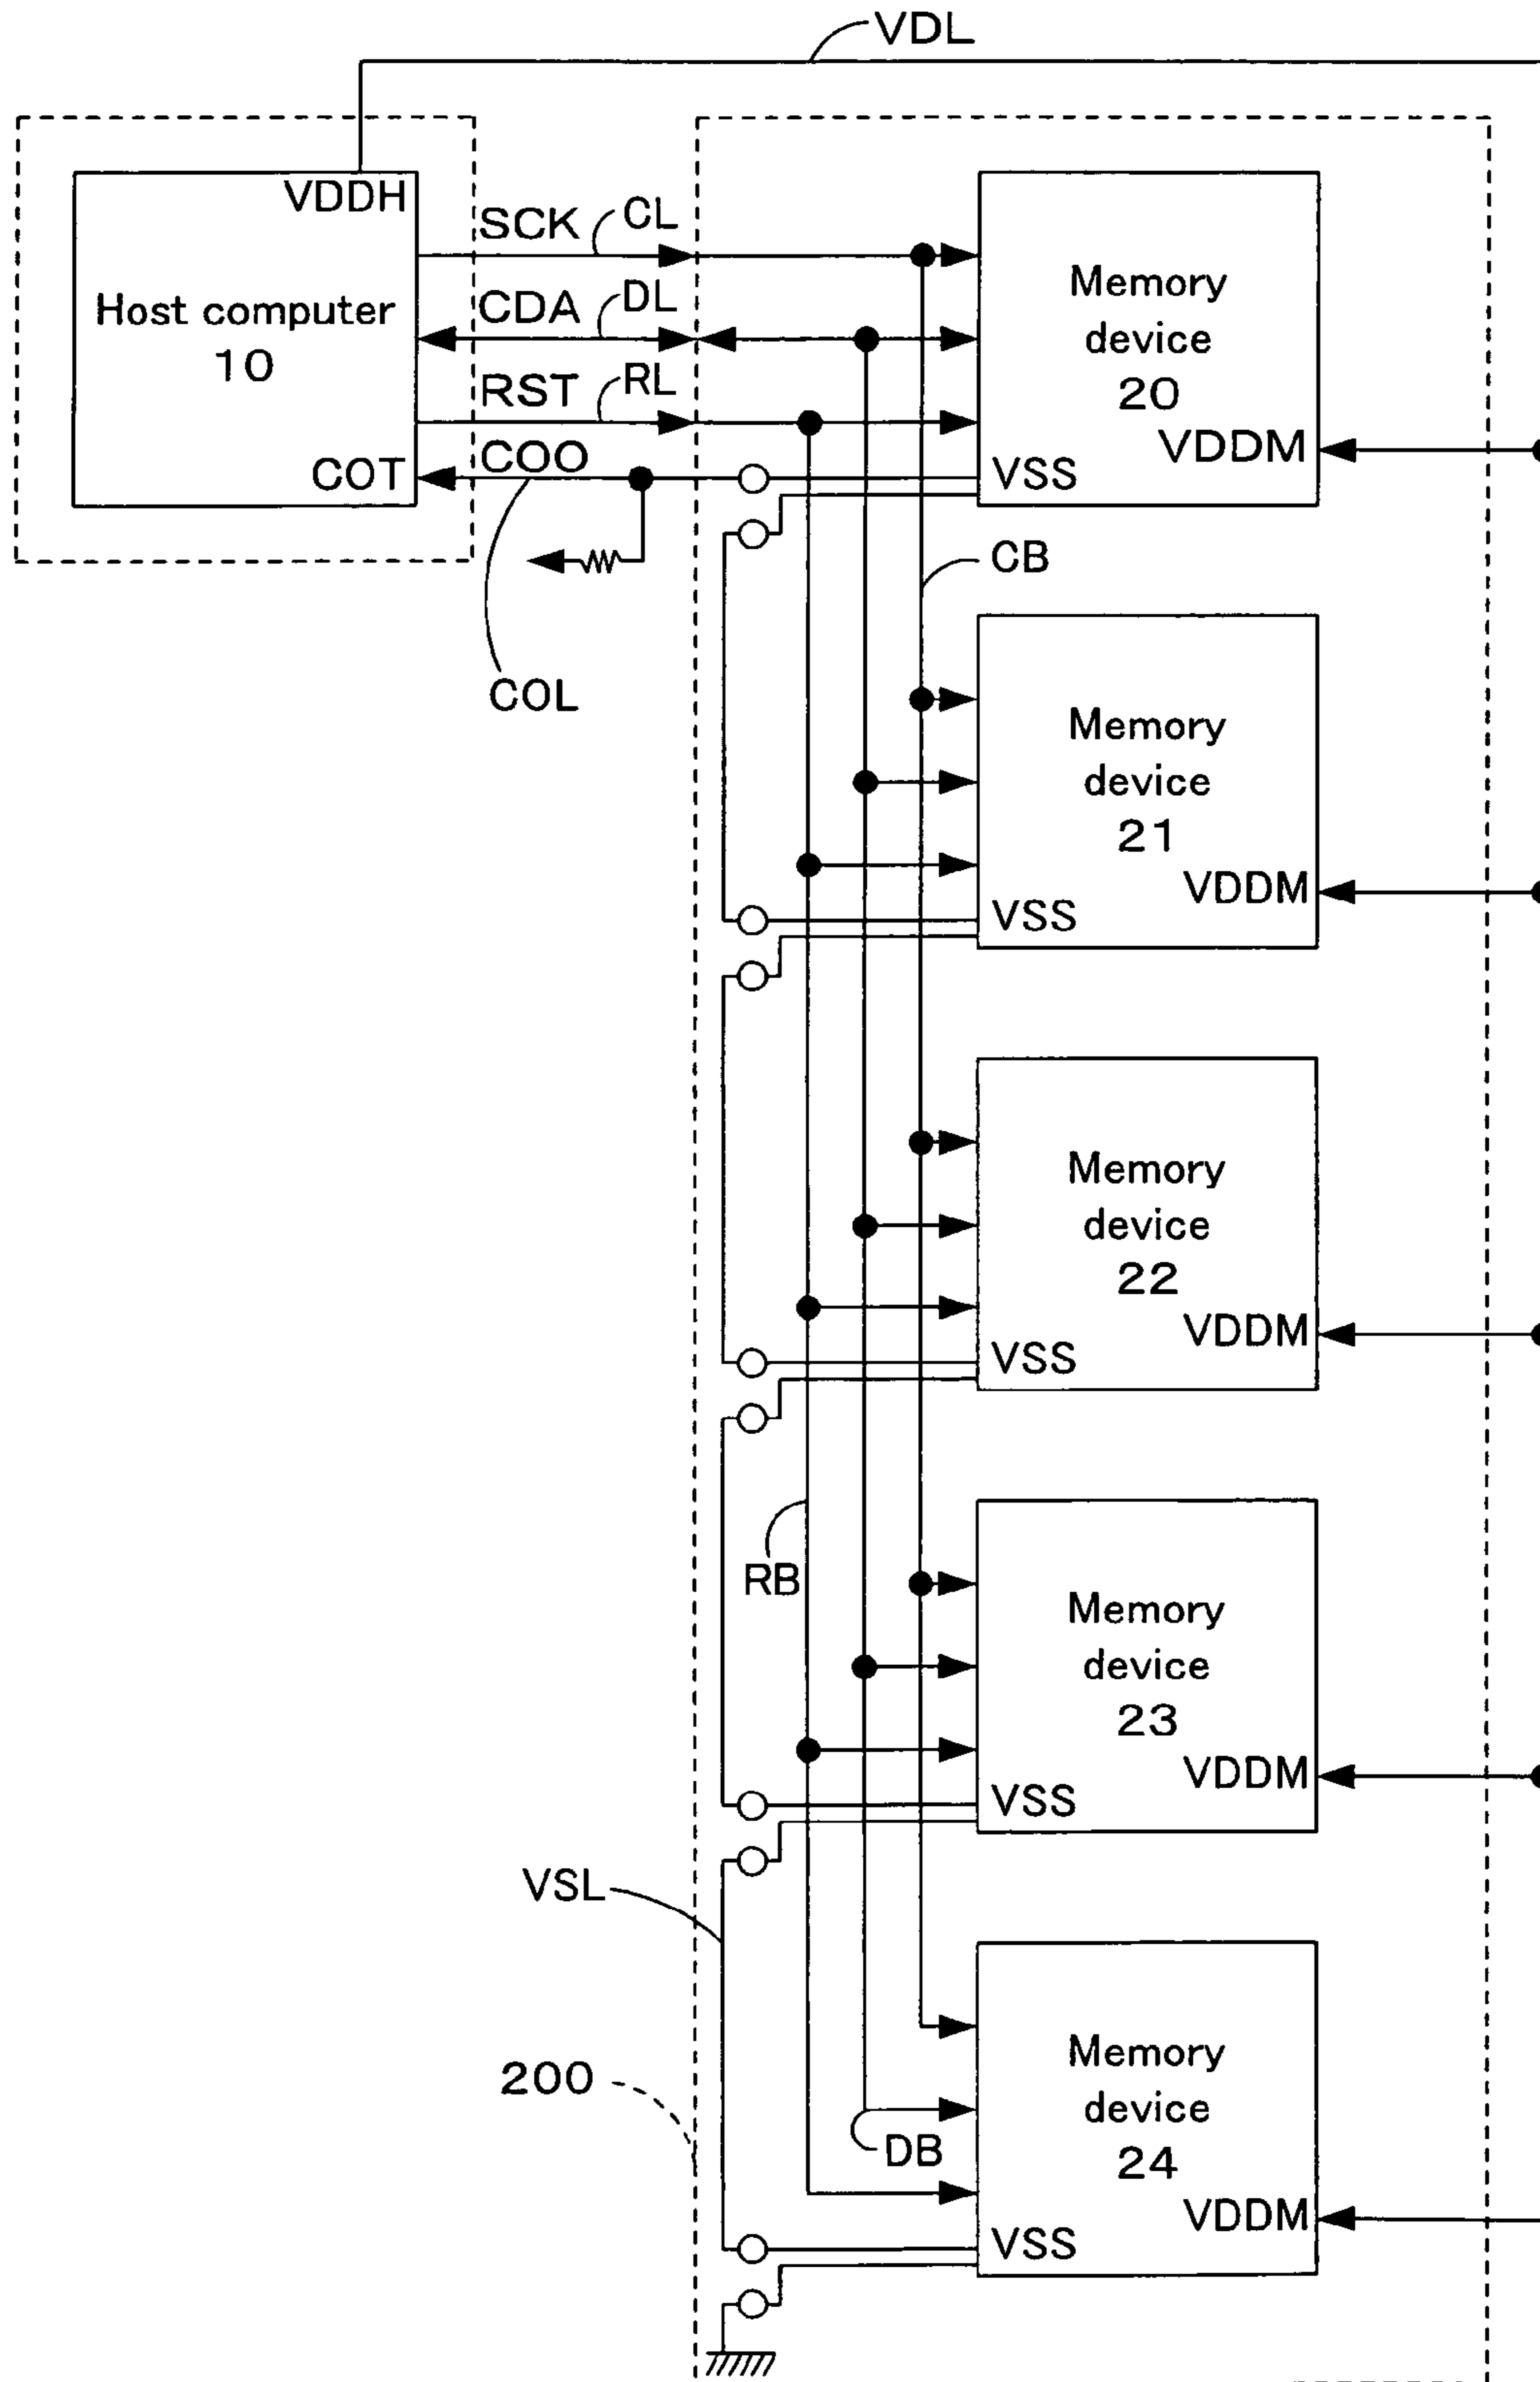 VDL
VDDH
SCK
CL
Host computer
10
CDA
DL
RST
RL
COO
COT
Memory
device
20
VDDM
VSS
CB
COL
Memory
device
21
VDDM
VSS
Memory
device
22
VDDM
VSS
RB
Memory
device
23
VDDM
VSS
VSL
Memory
device
24
200
DB
VDDM
VSS